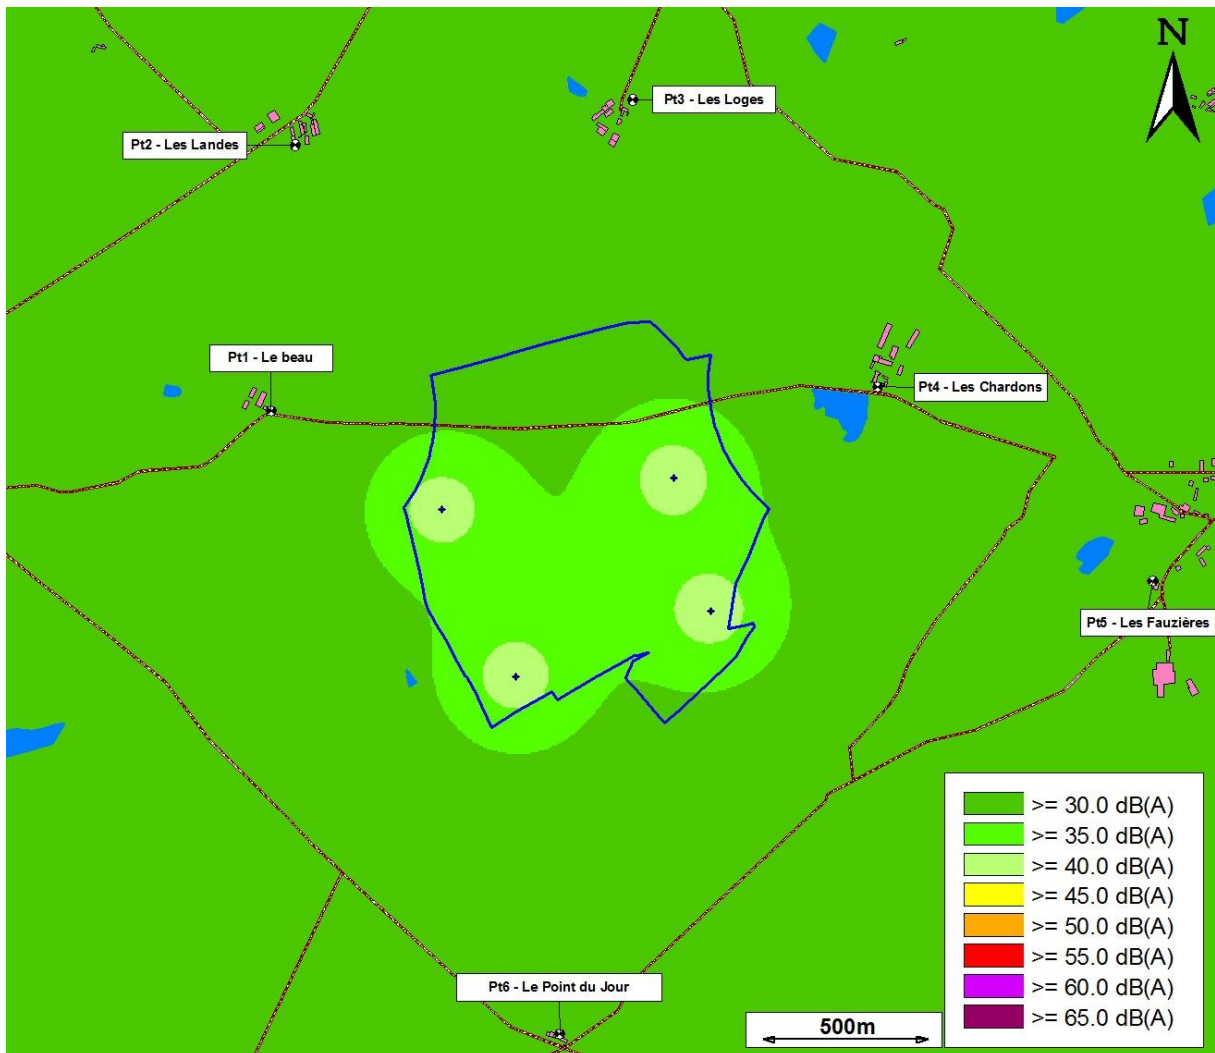 N
Pt3 - Les Loges
Pt2 - Les Landes
Pt1 - Le beau
Pt4 - Les Chardons
Pt5 - Les Fauzières
Pt6 - Le Point du Jour
>= 30.0 dB(A)
>= 35.0 dB(A)
>= 40.0 dB(A)
>= 45.0 dB(A)
>= 50.0 dB(A)
>= 55.0 dB(A)
>= 60.0 dB(A)
>= 65.0 dB(A)
500m